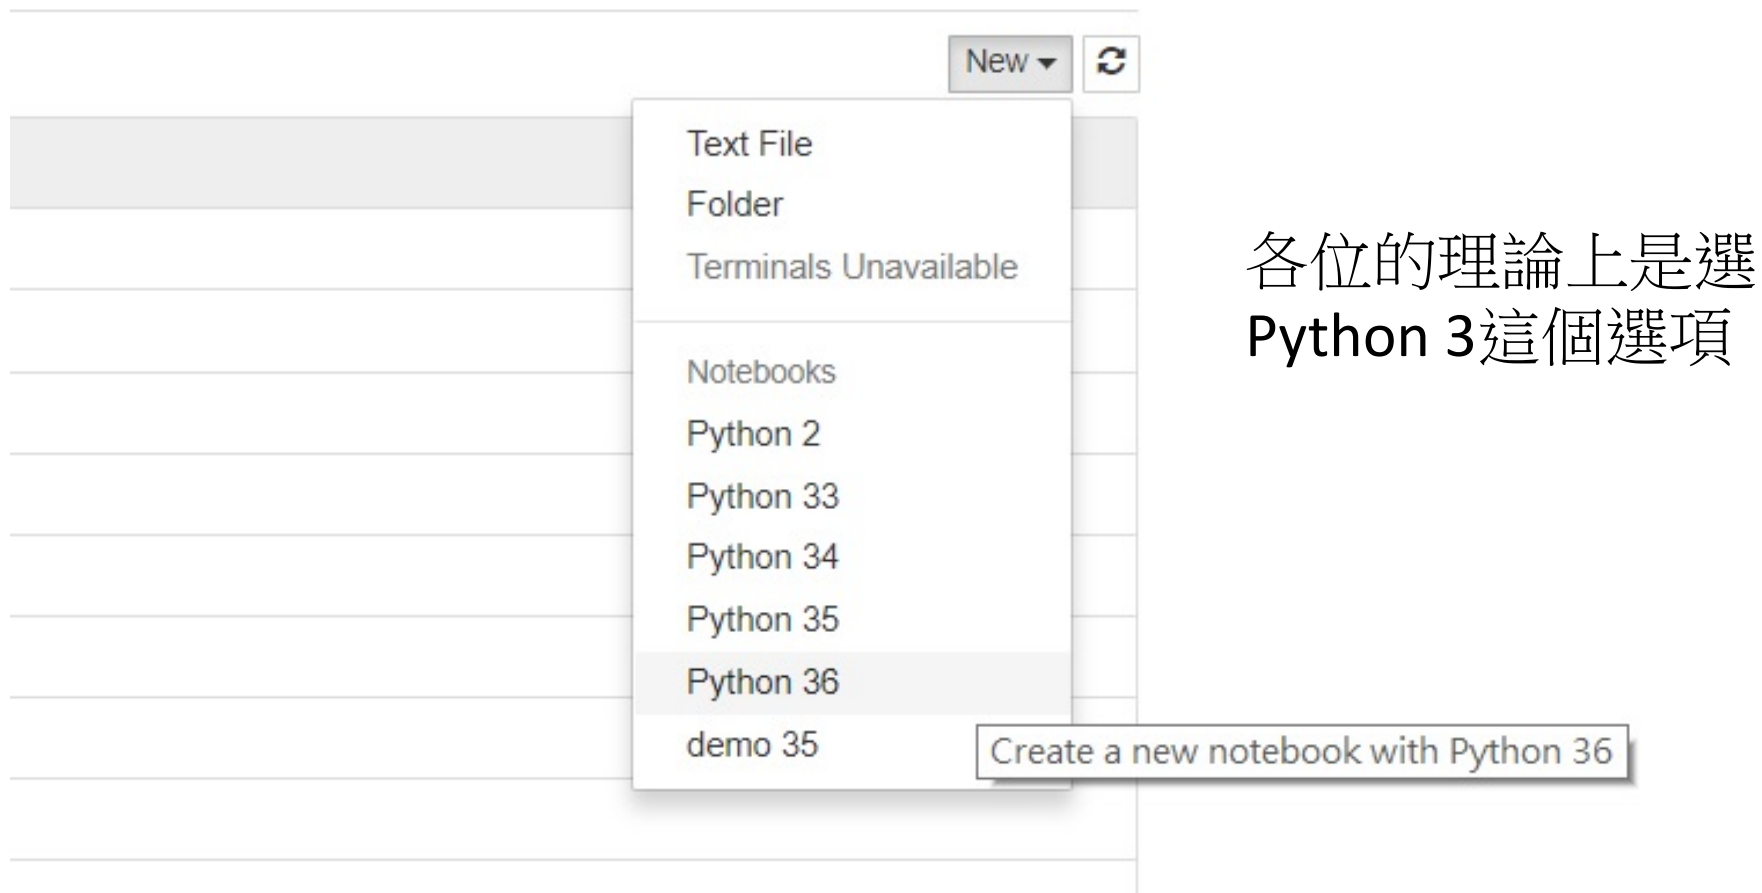 New
Text File
Folder
Terminals Unavailable
Notebooks
Python 2
Python 33
Python 34
Python 35
Python 36
demo 35
Create a new notebook with Python 36
各位的理論上是選
Python 3這個選項